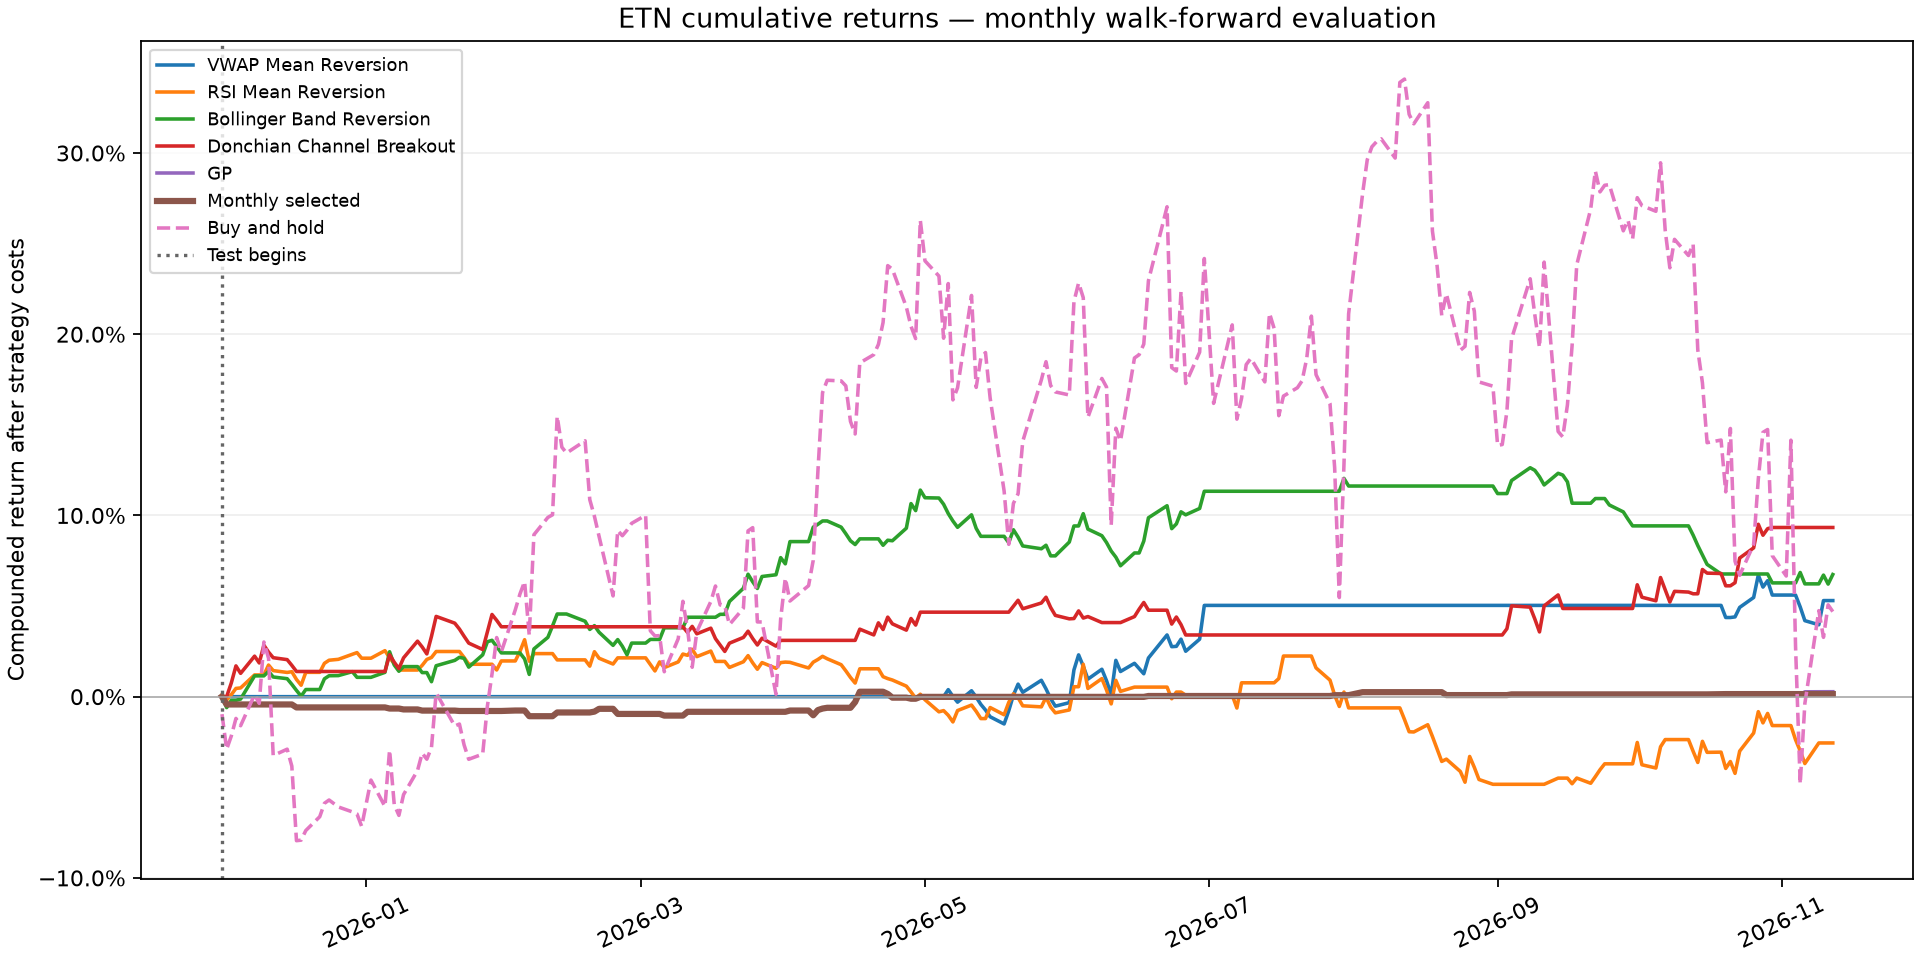 ETN cumulative returns — monthly walk-forward evaluation
Compounded return after strategy costs
VWAP Mean Reversion
RSI Mean Reversion
Bollinger Band Reversion
Donchian Channel Breakout
GP
Monthly selected
Buy and hold
Test begins
30.0%
20.0%
10.0%
0.0%
−10.0%
2026-01
2026-03
2026-05
2026-07
2026-09
2026-11